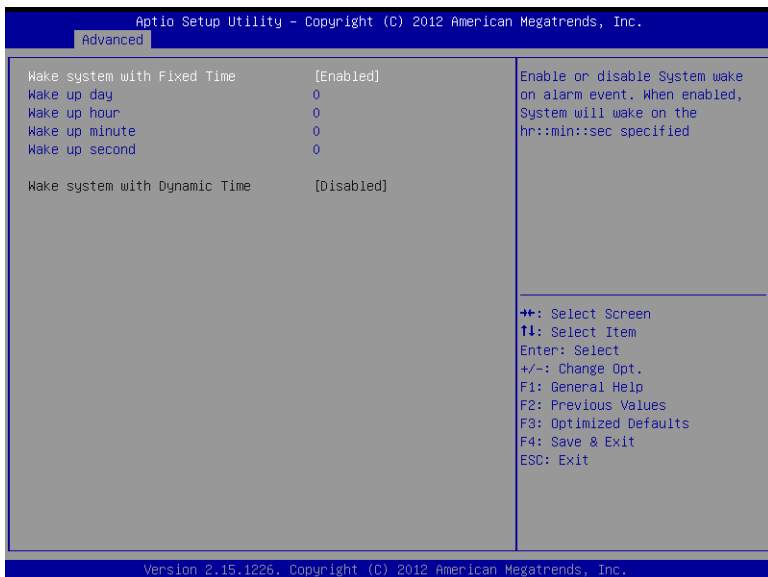 Aptio Setup Utility – Copyright (C) 2012 American Megatrends, Inc.
Advanced
Wake system with Fixed Time [Enabled]
Wake up day 0
Wake up hour 0
Wake up minute 0
Wake up second 0
Wake system with Dynamic Time [Disabled]
Enable or disable System wake
on alarm event. When enabled,
System will wake on the
hr::min::sec specified
→←: Select Screen
↑↓: Select Item
Enter: Select
+/-: Change Opt.
F1: General Help
F2: Previous Values
F3: Optimized Defaults
F4: Save & Exit
ESC: Exit
Version 2.15.1226. Copyright (C) 2012 American Megatrends, Inc.